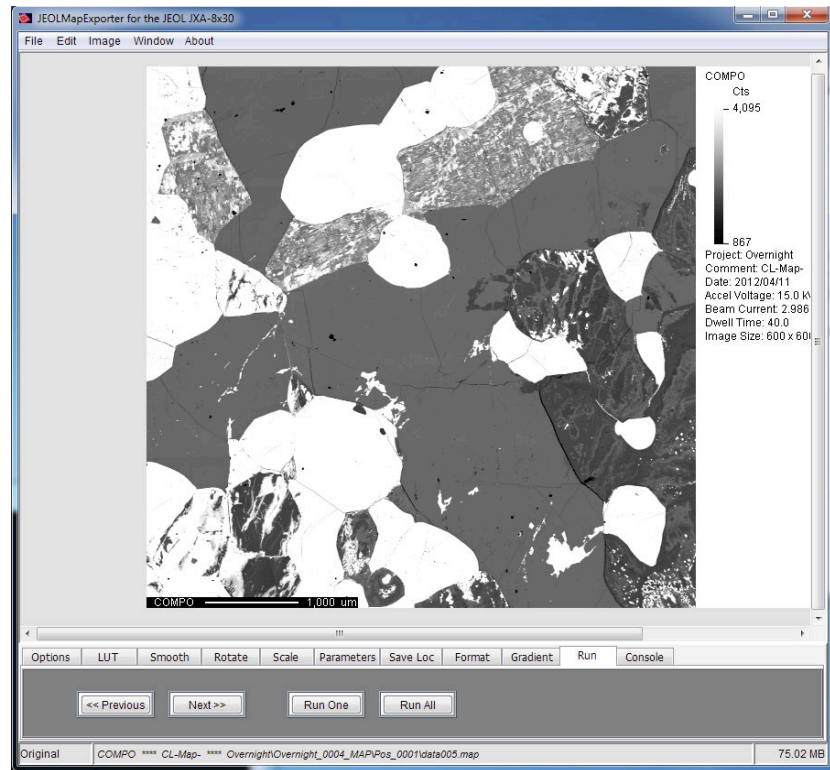 JEOLMapExporter for the JEOL JXA-8x30
File Edit Image Window About
COMPO
Cts
4,095
867
Project: Overnight
Comment: CL-Map-
Date: 2012/04/11
Accel Voltage: 15.0 k
Beam Current: 2.986
Dwell Time: 40.0
Image Size: 600 x 60
COMPO 1,000 um
Options LUT Smooth Rotate Scale Parameters Save Loc Format Gradient Run Console
<< Previous Next >> Run One Run All
Original COMPO **** CL-Map- **** Overnight\Overnight_0004_MAP\Pos_0001\data005.map 75.02 MB